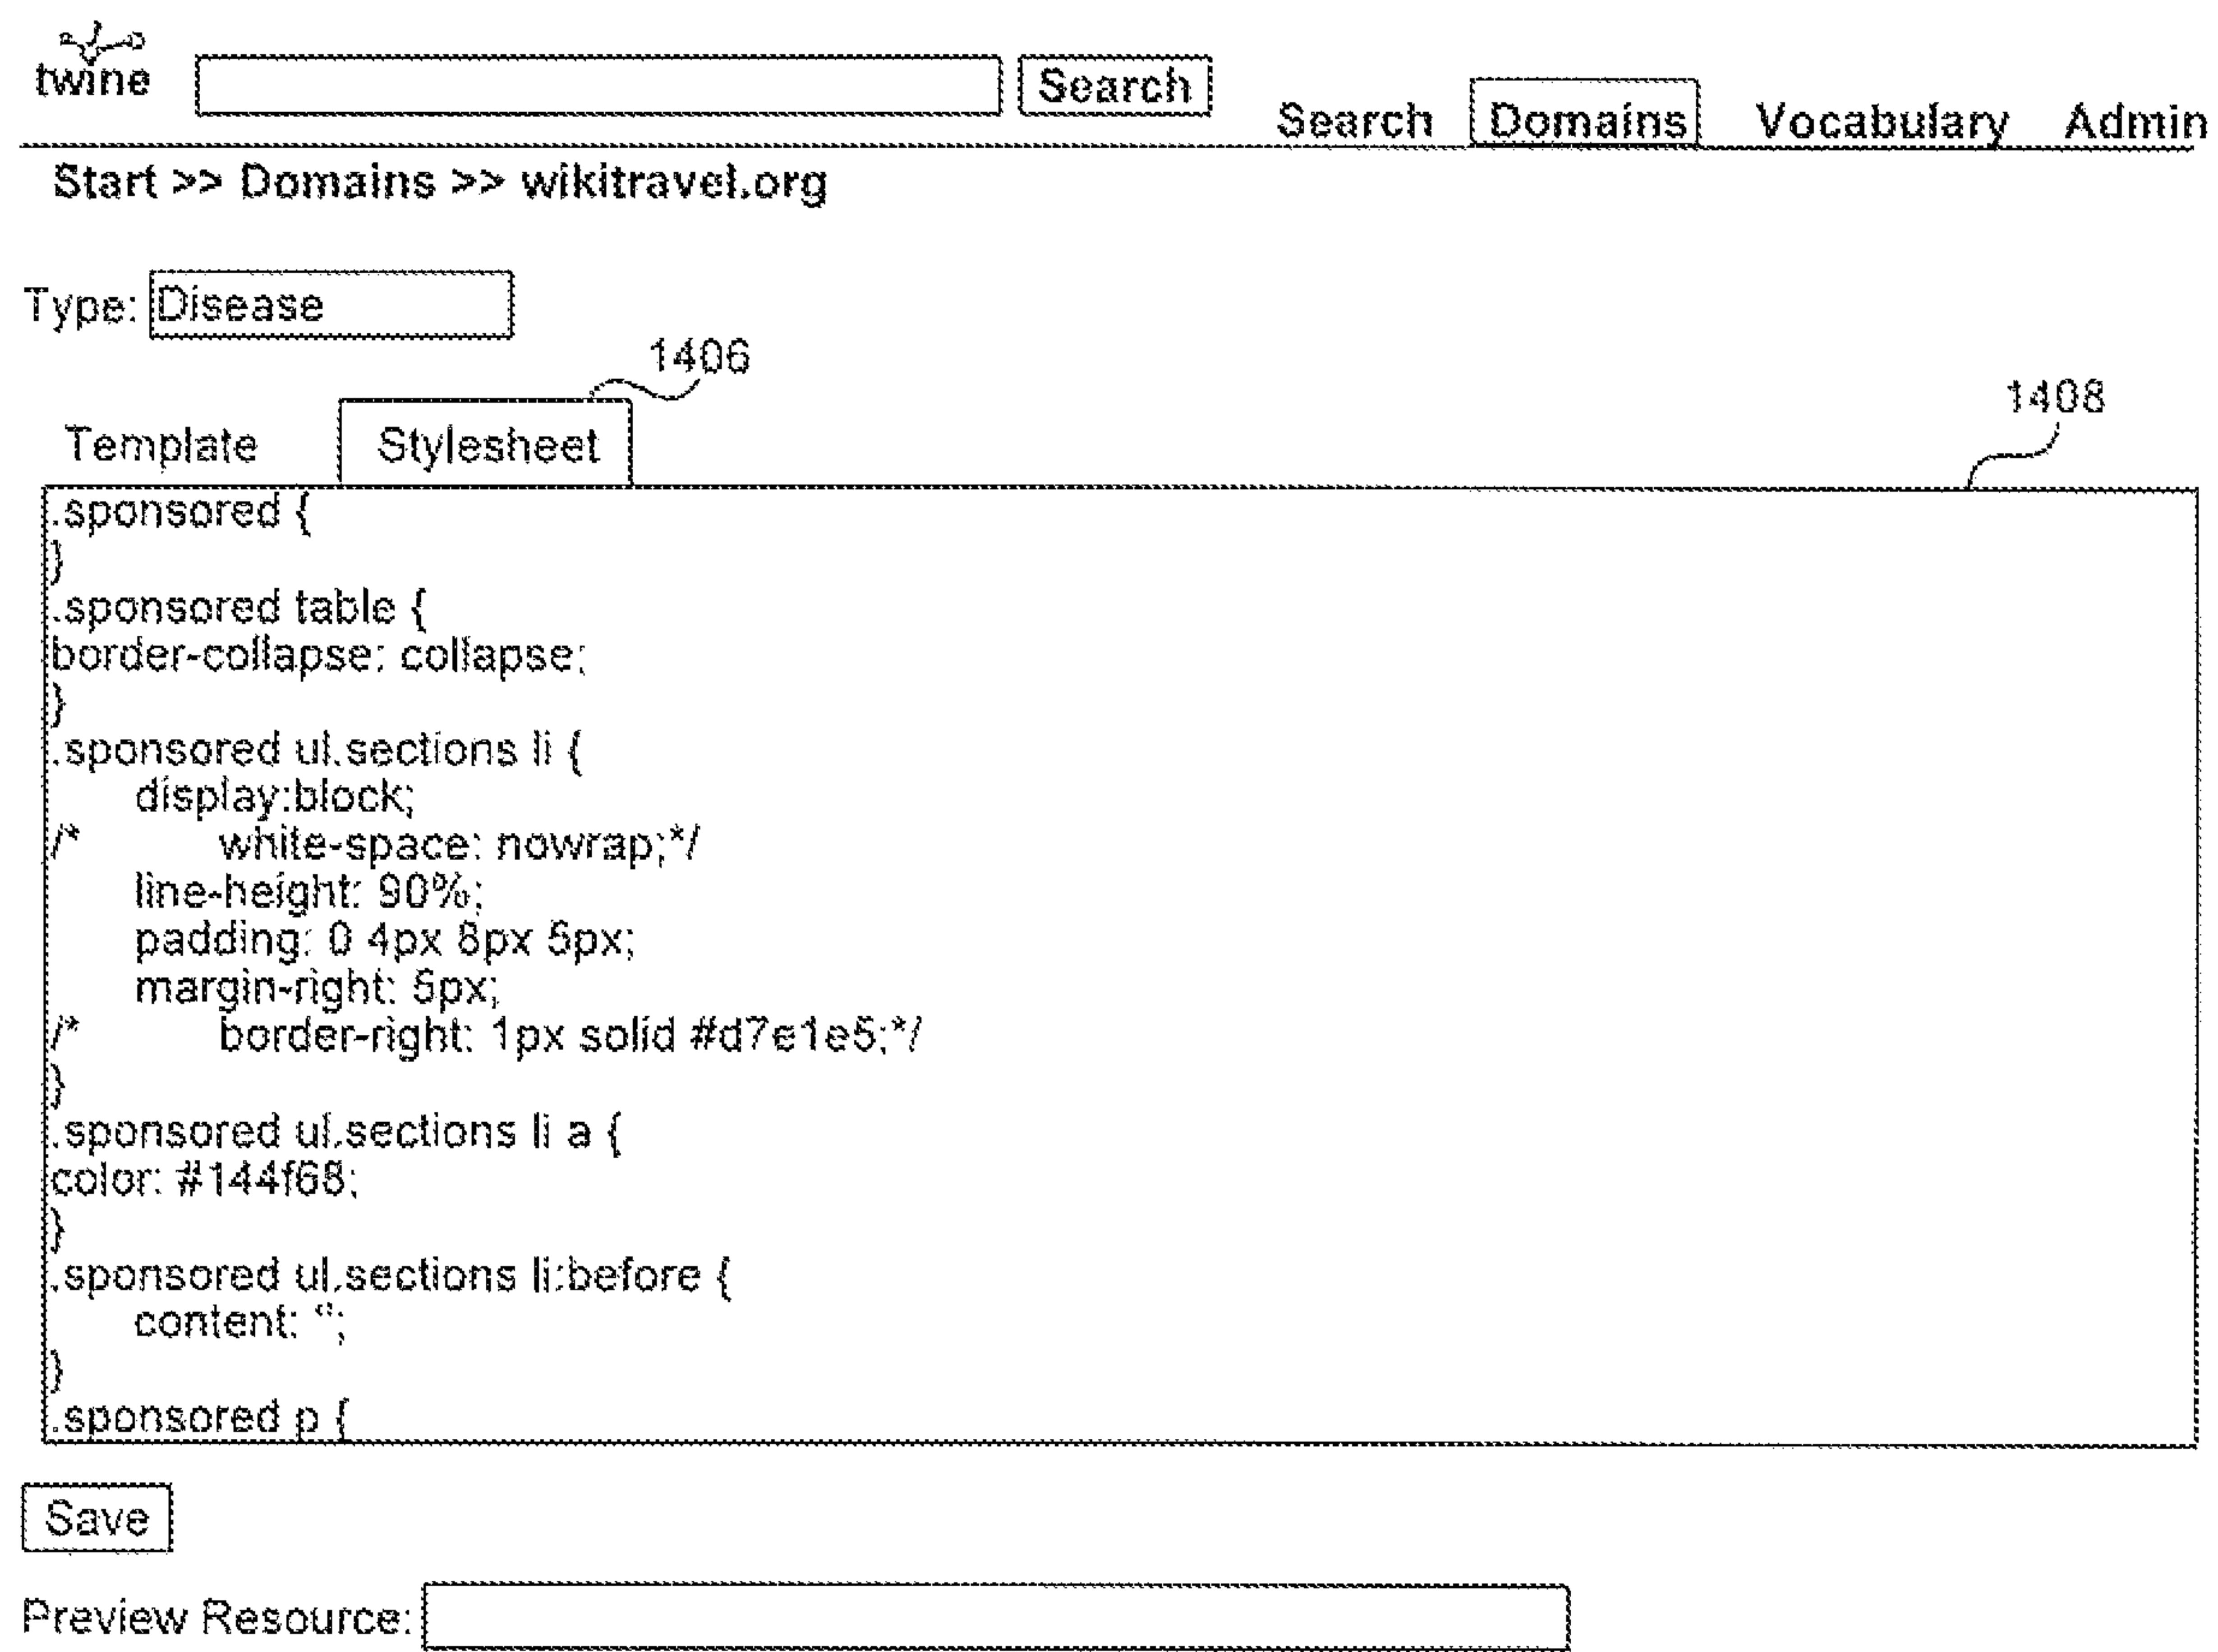 twine
Search
Search Domains Vocabulary Admin
Start >> Domains >> wikitravel.org
Type: Disease
1406
1408
Template Stylesheet
.sponsored {
}
.sponsored table {
border-collapse: collapse;
}
.sponsored ul.sections li {
display:block;
/* white-space: nowrap;*/
line-height: 90%;
padding: 0 4px 8px 5px;
margin-right: 5px;
/* border-right: 1px solid #d7e1e5;*/
}
.sponsored ul.sections li a {
color: #144f68;
}
.sponsored ul.sections li:before {
content: ‘’;
}
.sponsored p {
Save
Preview Resource: